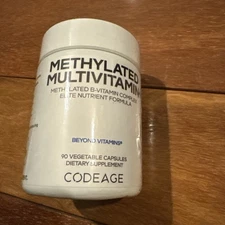 METHYLATED
MULTIVITAMIN
METHYLATED B-VITAMIN COMPLEX
ELITE NUTRIENT FORMULA
BEYOND VITAMINS®
90 VEGETABLE CAPSULES
DIETARY SUPPLEMENT
CODEAGE